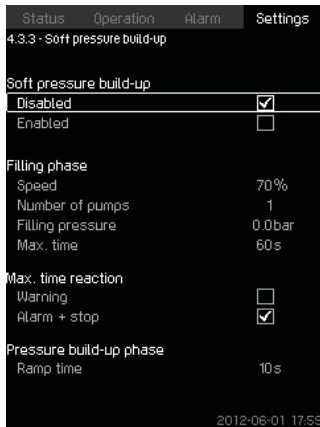 Status Operation Alarm Settings
4.3.3 - Soft pressure build-up
Soft pressure build-up
Disabled
Enabled
Filling phase
Speed 70%
Number of pumps 1
Filling pressure 0.0bar
Max. time 60s
Max. time reaction
Warning
Alarm + stop
Pressure build-up phase
Ramp time 10s
2012-06-01 17:59